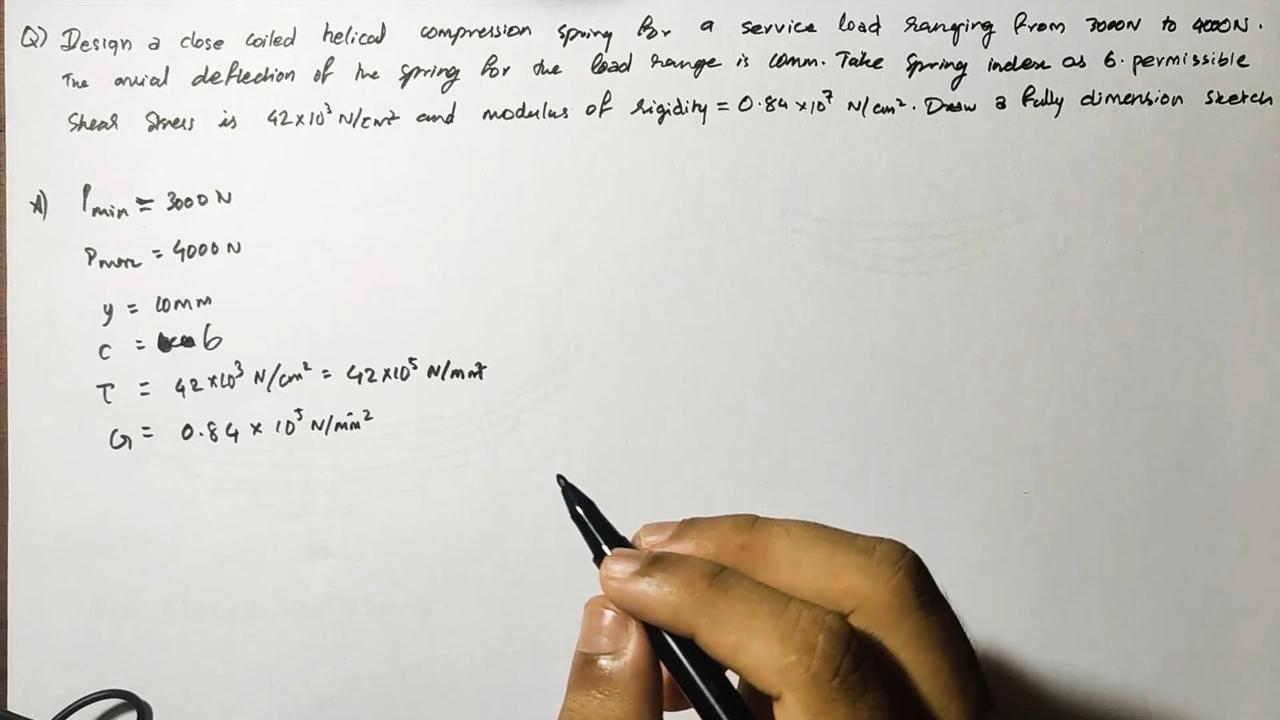 Q) Design a close coiled helical compression spring for a service load ranging from 3000N to 4000N.
The axial deflection of the spring for the load range is 10mm. Take spring index as 6. permissible
Shear Stress is 42×10³ N/cm² and modulus of rigidity = 0.84×10⁷ N/cm². Draw a fully dimension sketch
A) Pmin = 3000 N
Pmax = 4000 N
y = 10mm
C = 6
τ = 42×10³ N/cm² = 42×10⁵ N/mm²
G = 0.84 × 10⁵ N/mm²